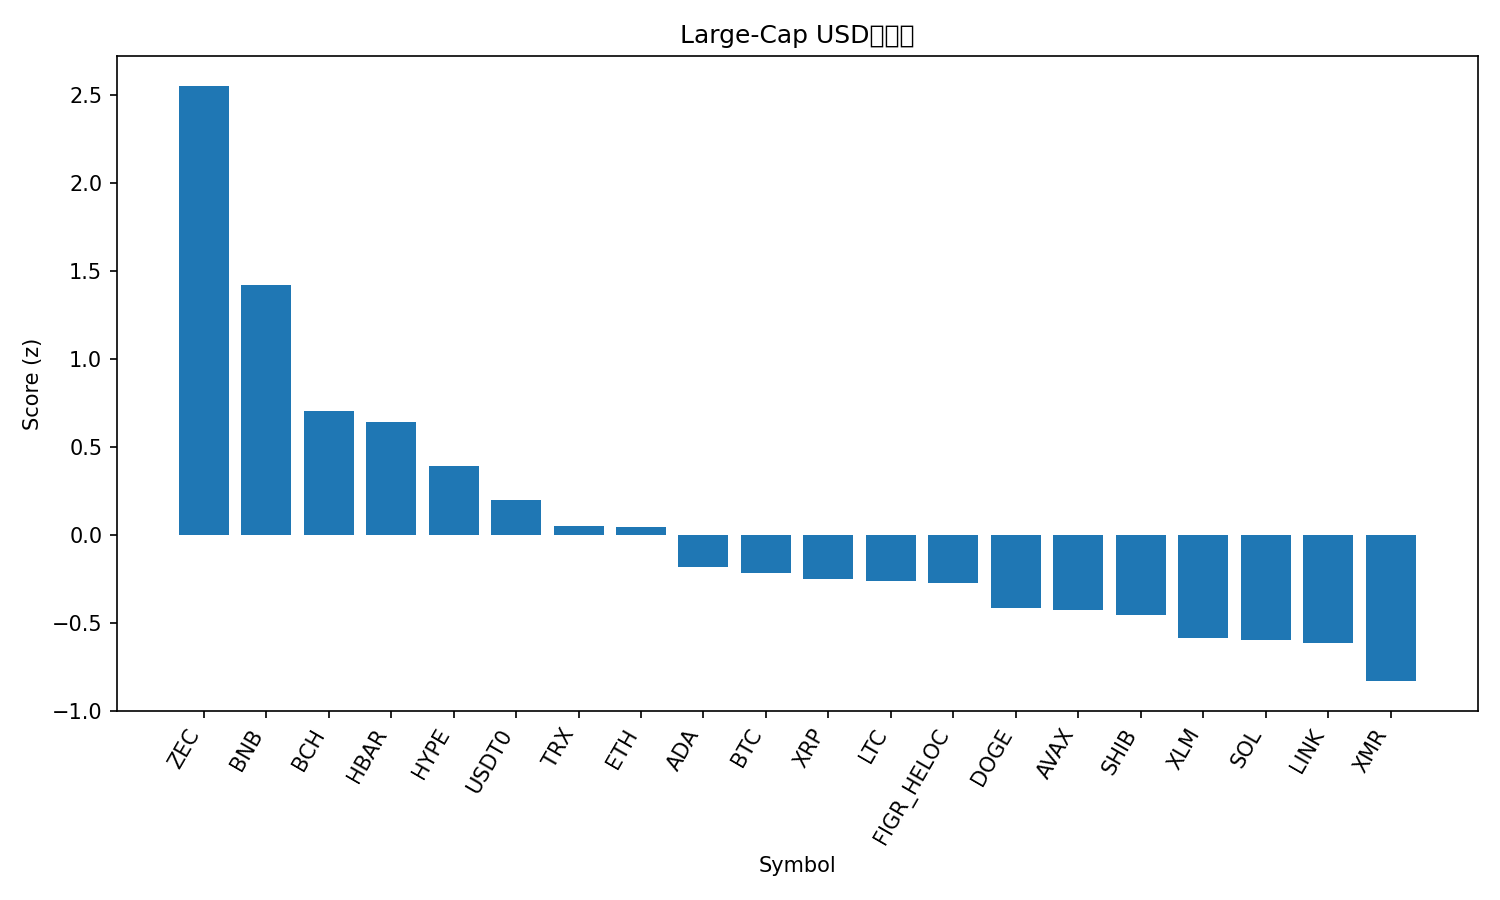 Large-Cap USD
Score (z)
2.5
2.0
1.5
1.0
0.5
0.0
−0.5
−1.0
ZEC
BNB
BCH
HBAR
HYPE
USDT0
TRX
ETH
ADA
BTC
XRP
LTC
FIGR_HELOC
DOGE
AVAX
SHIB
XLM
SOL
LINK
XMR
Symbol